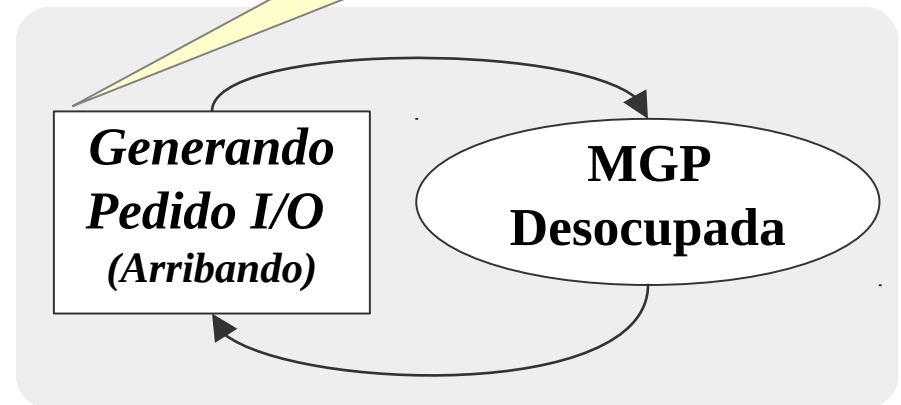 Generando
Pedido I/O
(Arribando)
MGP
Desocupada